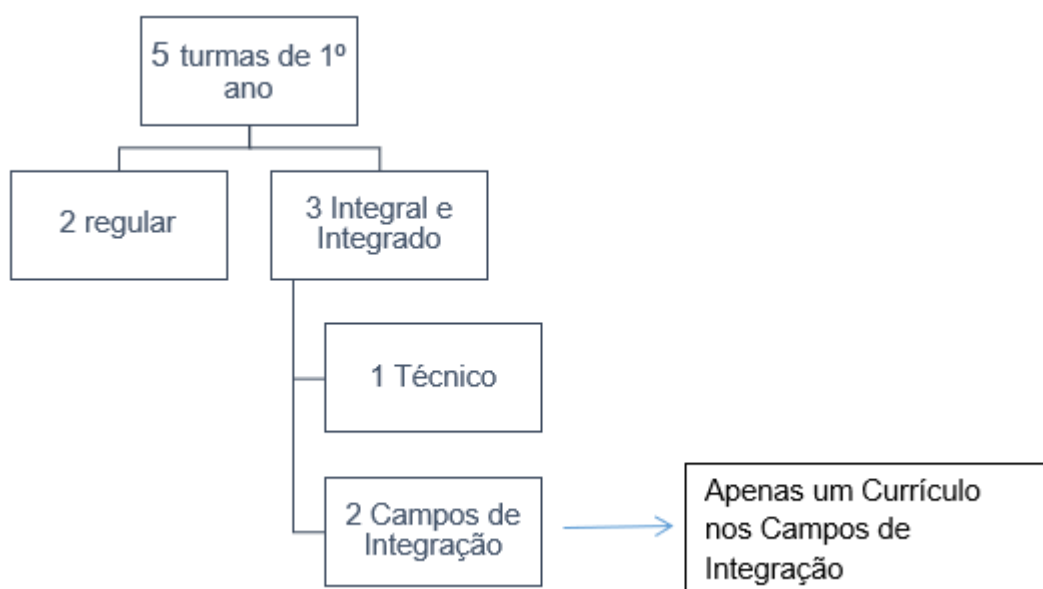 5 turmas de 1º
ano
2 regular
3 Integral e
Integrado
1 Técnico
2 Campos de
Integração
Apenas um Currículo
nos Campos de
Integração